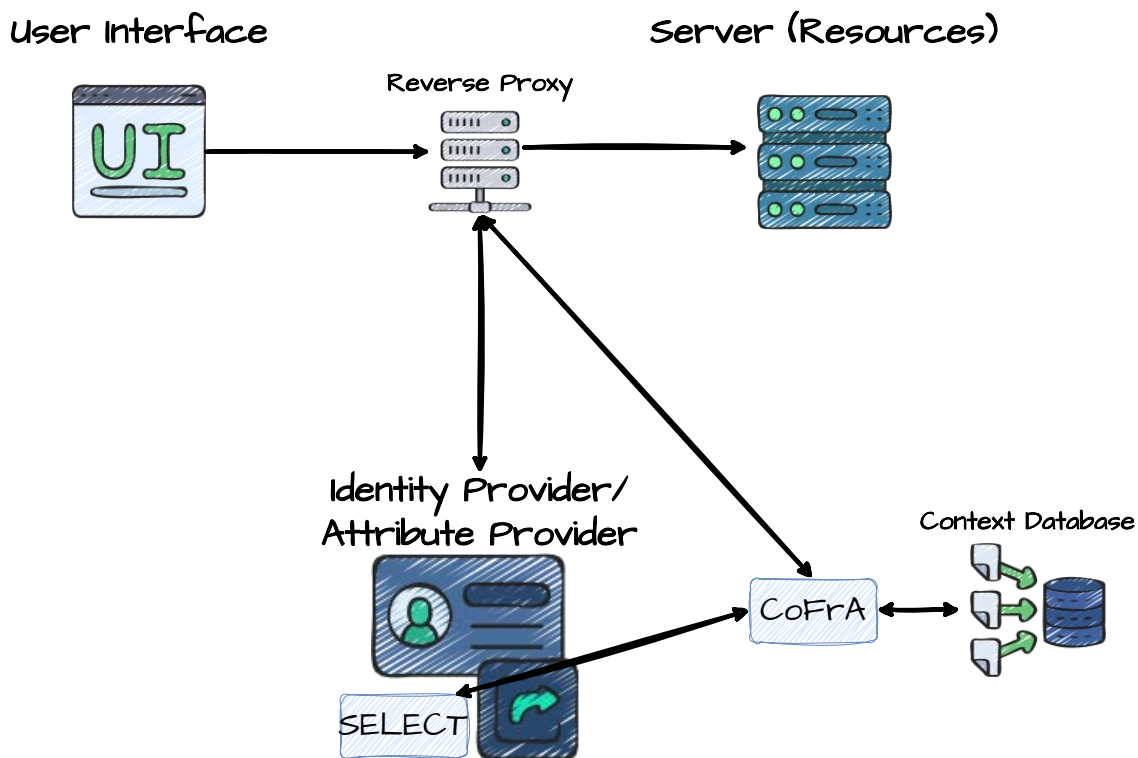 User Interface
Server (Resources)
Reverse Proxy
UI
Identity Provider/
Attribute Provider
Context Database
CoFrA
SELECT